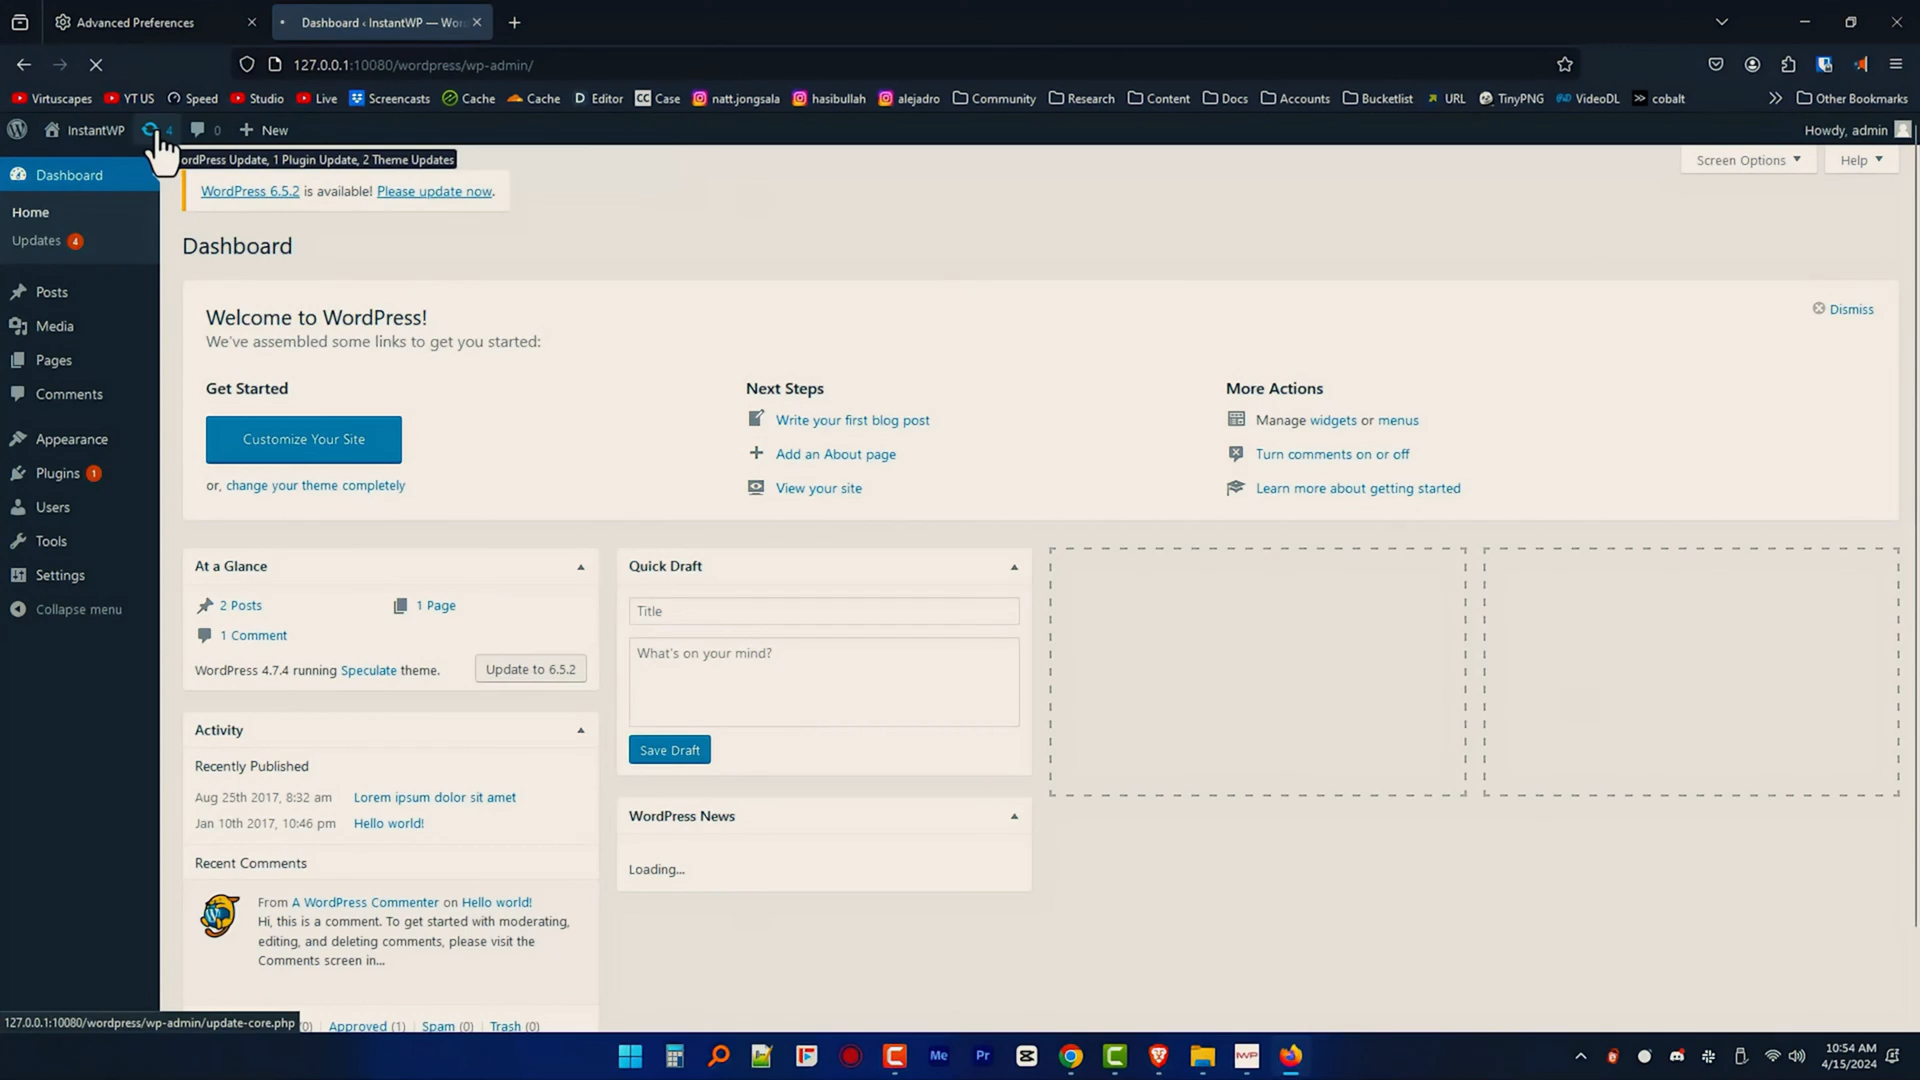 Advanced Preferences
Dashboard ‹ InstantWP — Wor
127.0.0.1:10080/wordpress/wp-admin/
Virtuscapes YT US Speed Studio Live Screencasts Cache Cache Editor CC Case natt.jongsala hasibullah alejadro Community Research Content Docs Accounts Bucketlist URL TinyPNG VideoDL cobalt Other Bookmarks
InstantWP 4 0 New Howdy, admin
ordPress Update, 1 Plugin Update, 2 Theme Updates
Screen Options Help
Dashboard
Home
Updates 4
Posts
Media
Pages
Comments
Appearance
Plugins 1
Users
Tools
Settings
Collapse menu
WordPress 6.5.2 is available! Please update now.
Dashboard
Welcome to WordPress!
We've assembled some links to get you started:
Dismiss
Get Started
Customize Your Site
or, change your theme completely
Next Steps
Write your first blog post
Add an About page
View your site
More Actions
Manage widgets or menus
Turn comments on or off
Learn more about getting started
At a Glance
2 Posts 1 Page
1 Comment
WordPress 4.7.4 running Speculate theme. Update to 6.5.2
Activity
Recently Published
Aug 25th 2017, 8:32 am Lorem ipsum dolor sit amet
Jan 10th 2017, 10:46 pm Hello world!
Recent Comments
From A WordPress Commenter on Hello world!
Hi, this is a comment. To get started with moderating,
editing, and deleting comments, please visit the
Comments screen in...
(0) | Approved (1) | Spam (0) | Trash (0)
Quick Draft
Title
What's on your mind?
Save Draft
WordPress News
Loading...
127.0.0.1:10080/wordpress/wp-admin/update-core.php
Me Pr IWP
10:54 AM
4/15/2024